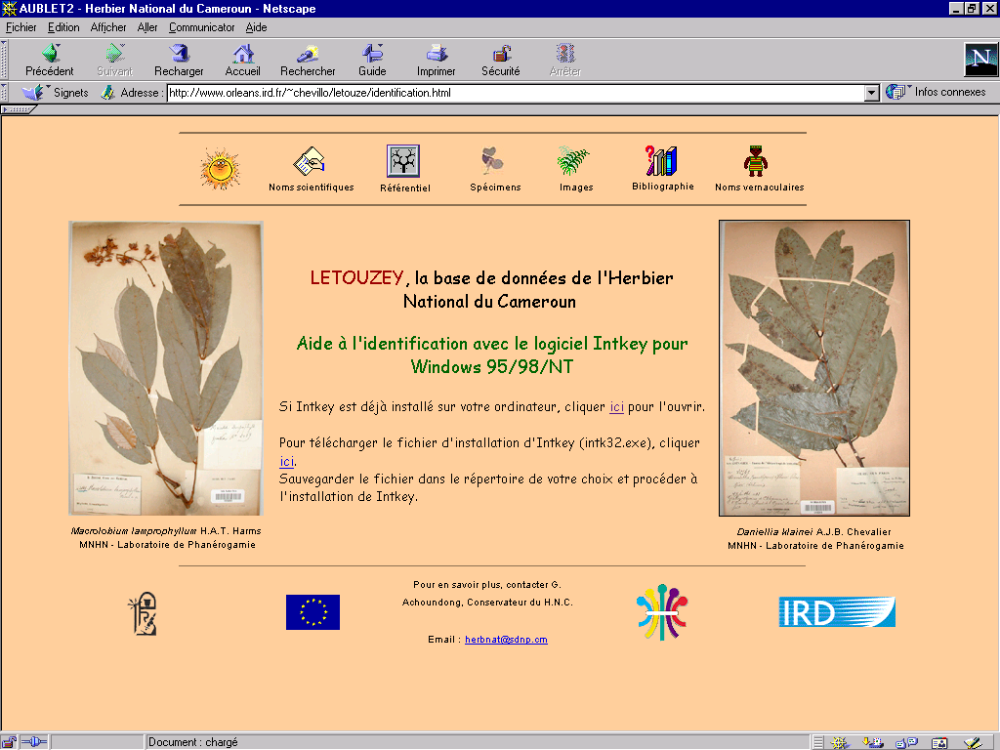 AUBLET2 - Herbier National du Cameroun - Netscape
Fichier Edition Afficher Aller Communicator Aide
Précédent Suivant Recharger Accueil Rechercher Guide Imprimer Sécurité Arrêter
N
Signets Adresse : http://www.orleans.ird.fr/~chevillo/letouze/identification.html Infos connexes
Noms scientifiques Référentiel Spécimens Images Bibliographie Noms vernaculaires
LETOUZEY, la base de données de l'Herbier
National du Cameroun
Aide à l'identification avec le logiciel Intkey pour
Windows 95/98/NT
Si Intkey est déjà installé sur votre ordinateur, cliquer ici pour l'ouvrir.
Pour télécharger le fichier d'installation d'Intkey (intk32.exe), cliquer
ici.
Sauvegarder le fichier dans le répertoire de votre choix et procéder à
l'installation de Intkey.
Macrolobium lamprophyllum H.A.T. Harms
MNHN - Laboratoire de Phanérogamie
Daniellia klainei A.J.B. Chevalier
MNHN - Laboratoire de Phanérogamie
Pour en savoir plus, contacter G.
Achoundong, Conservateur du H.N.C.
Email : herbnat@sdnp.cm
IRD
Document : chargé